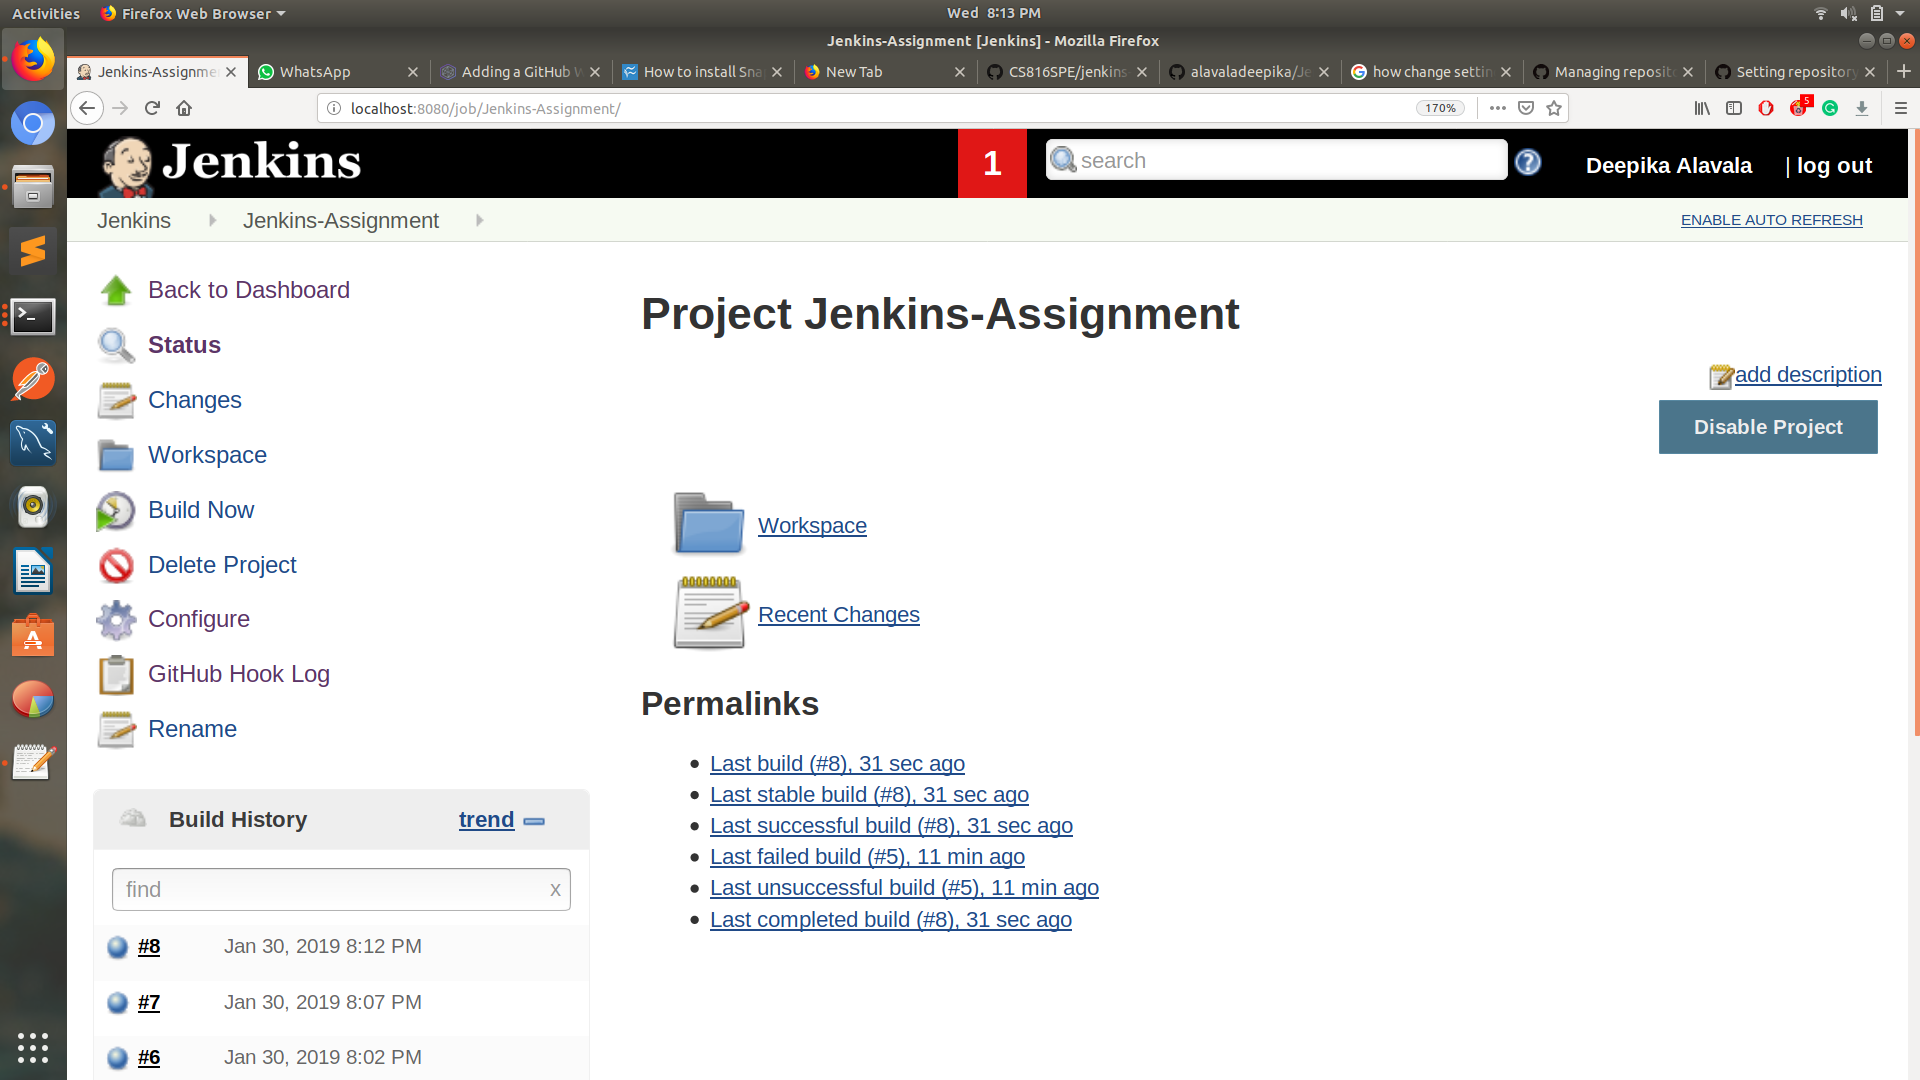 Activities Firefox Web Browser Wed 8:13 PM
Jenkins-Assignment [Jenkins] - Mozilla Firefox
Jenkins-Assignme WhatsApp Adding a GitHub W How to install Sna New Tab CS816SPE/jenkins- alavaladeepika/Je how change settin Managing reposito Setting repository
localhost:8080/job/Jenkins-Assignment/ 170% 5
Jenkins 1 search Deepika Alavala | log out
Jenkins Jenkins-Assignment ENABLE AUTO REFRESH
Back to Dashboard
Status
Changes
Workspace
Build Now
Delete Project
Configure
GitHub Hook Log
Rename
Build History trend
find x
#8 Jan 30, 2019 8:12 PM
#7 Jan 30, 2019 8:07 PM
#6 Jan 30, 2019 8:02 PM
Project Jenkins-Assignment
add description
Disable Project
Workspace
Recent Changes
Permalinks
Last build (#8), 31 sec ago
Last stable build (#8), 31 sec ago
Last successful build (#8), 31 sec ago
Last failed build (#5), 11 min ago
Last unsuccessful build (#5), 11 min ago
Last completed build (#8), 31 sec ago